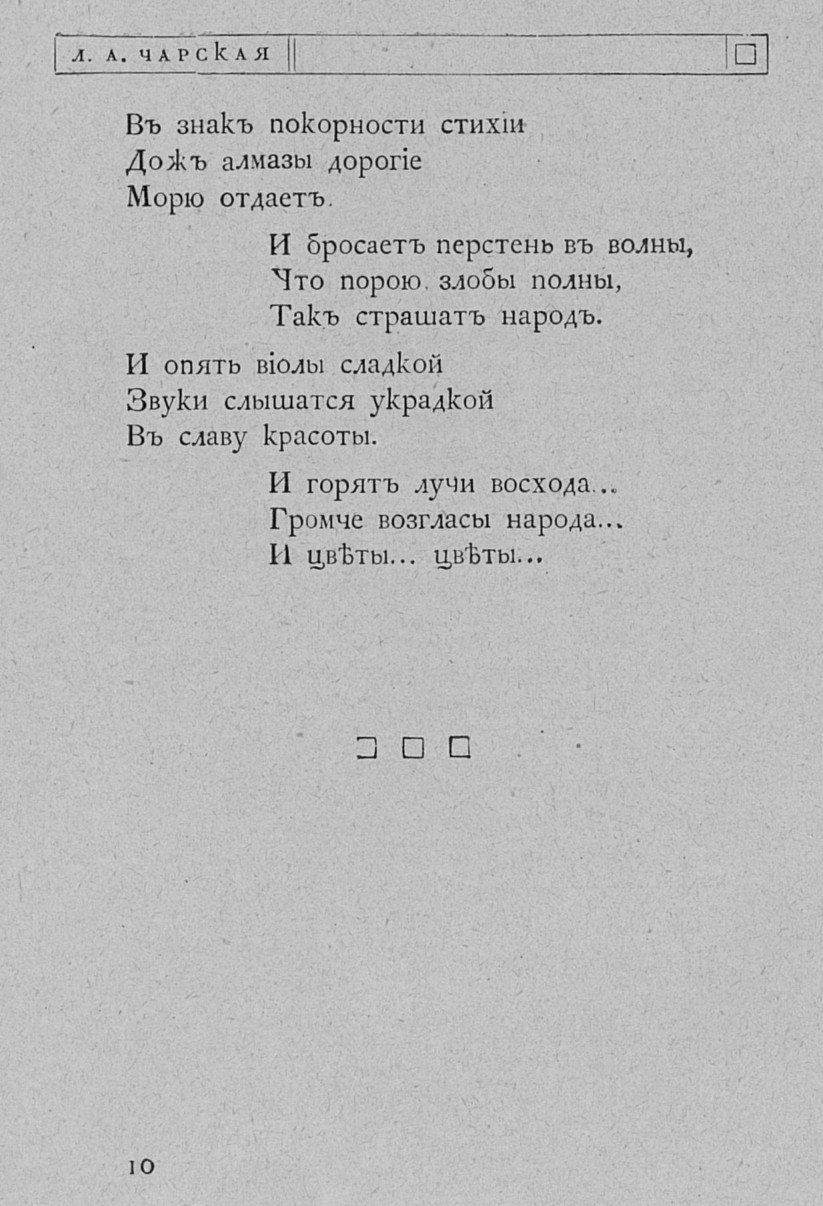 Л. А. ЧАРСКАЯ
Въ знакъ покорности стихіи
Дожъ алмазы дорогіе
Морю отдаетъ.
И бросаетъ перстень въ волны,
Что порою злобы полны,
Такъ страшатъ народъ.
И опять віолы сладкой
Звуки слышатся украдкой
Въ славу красоты.
И горятъ лучи восхода...
Громче возгласы народа...
И цвѣты... цвѣты...
10